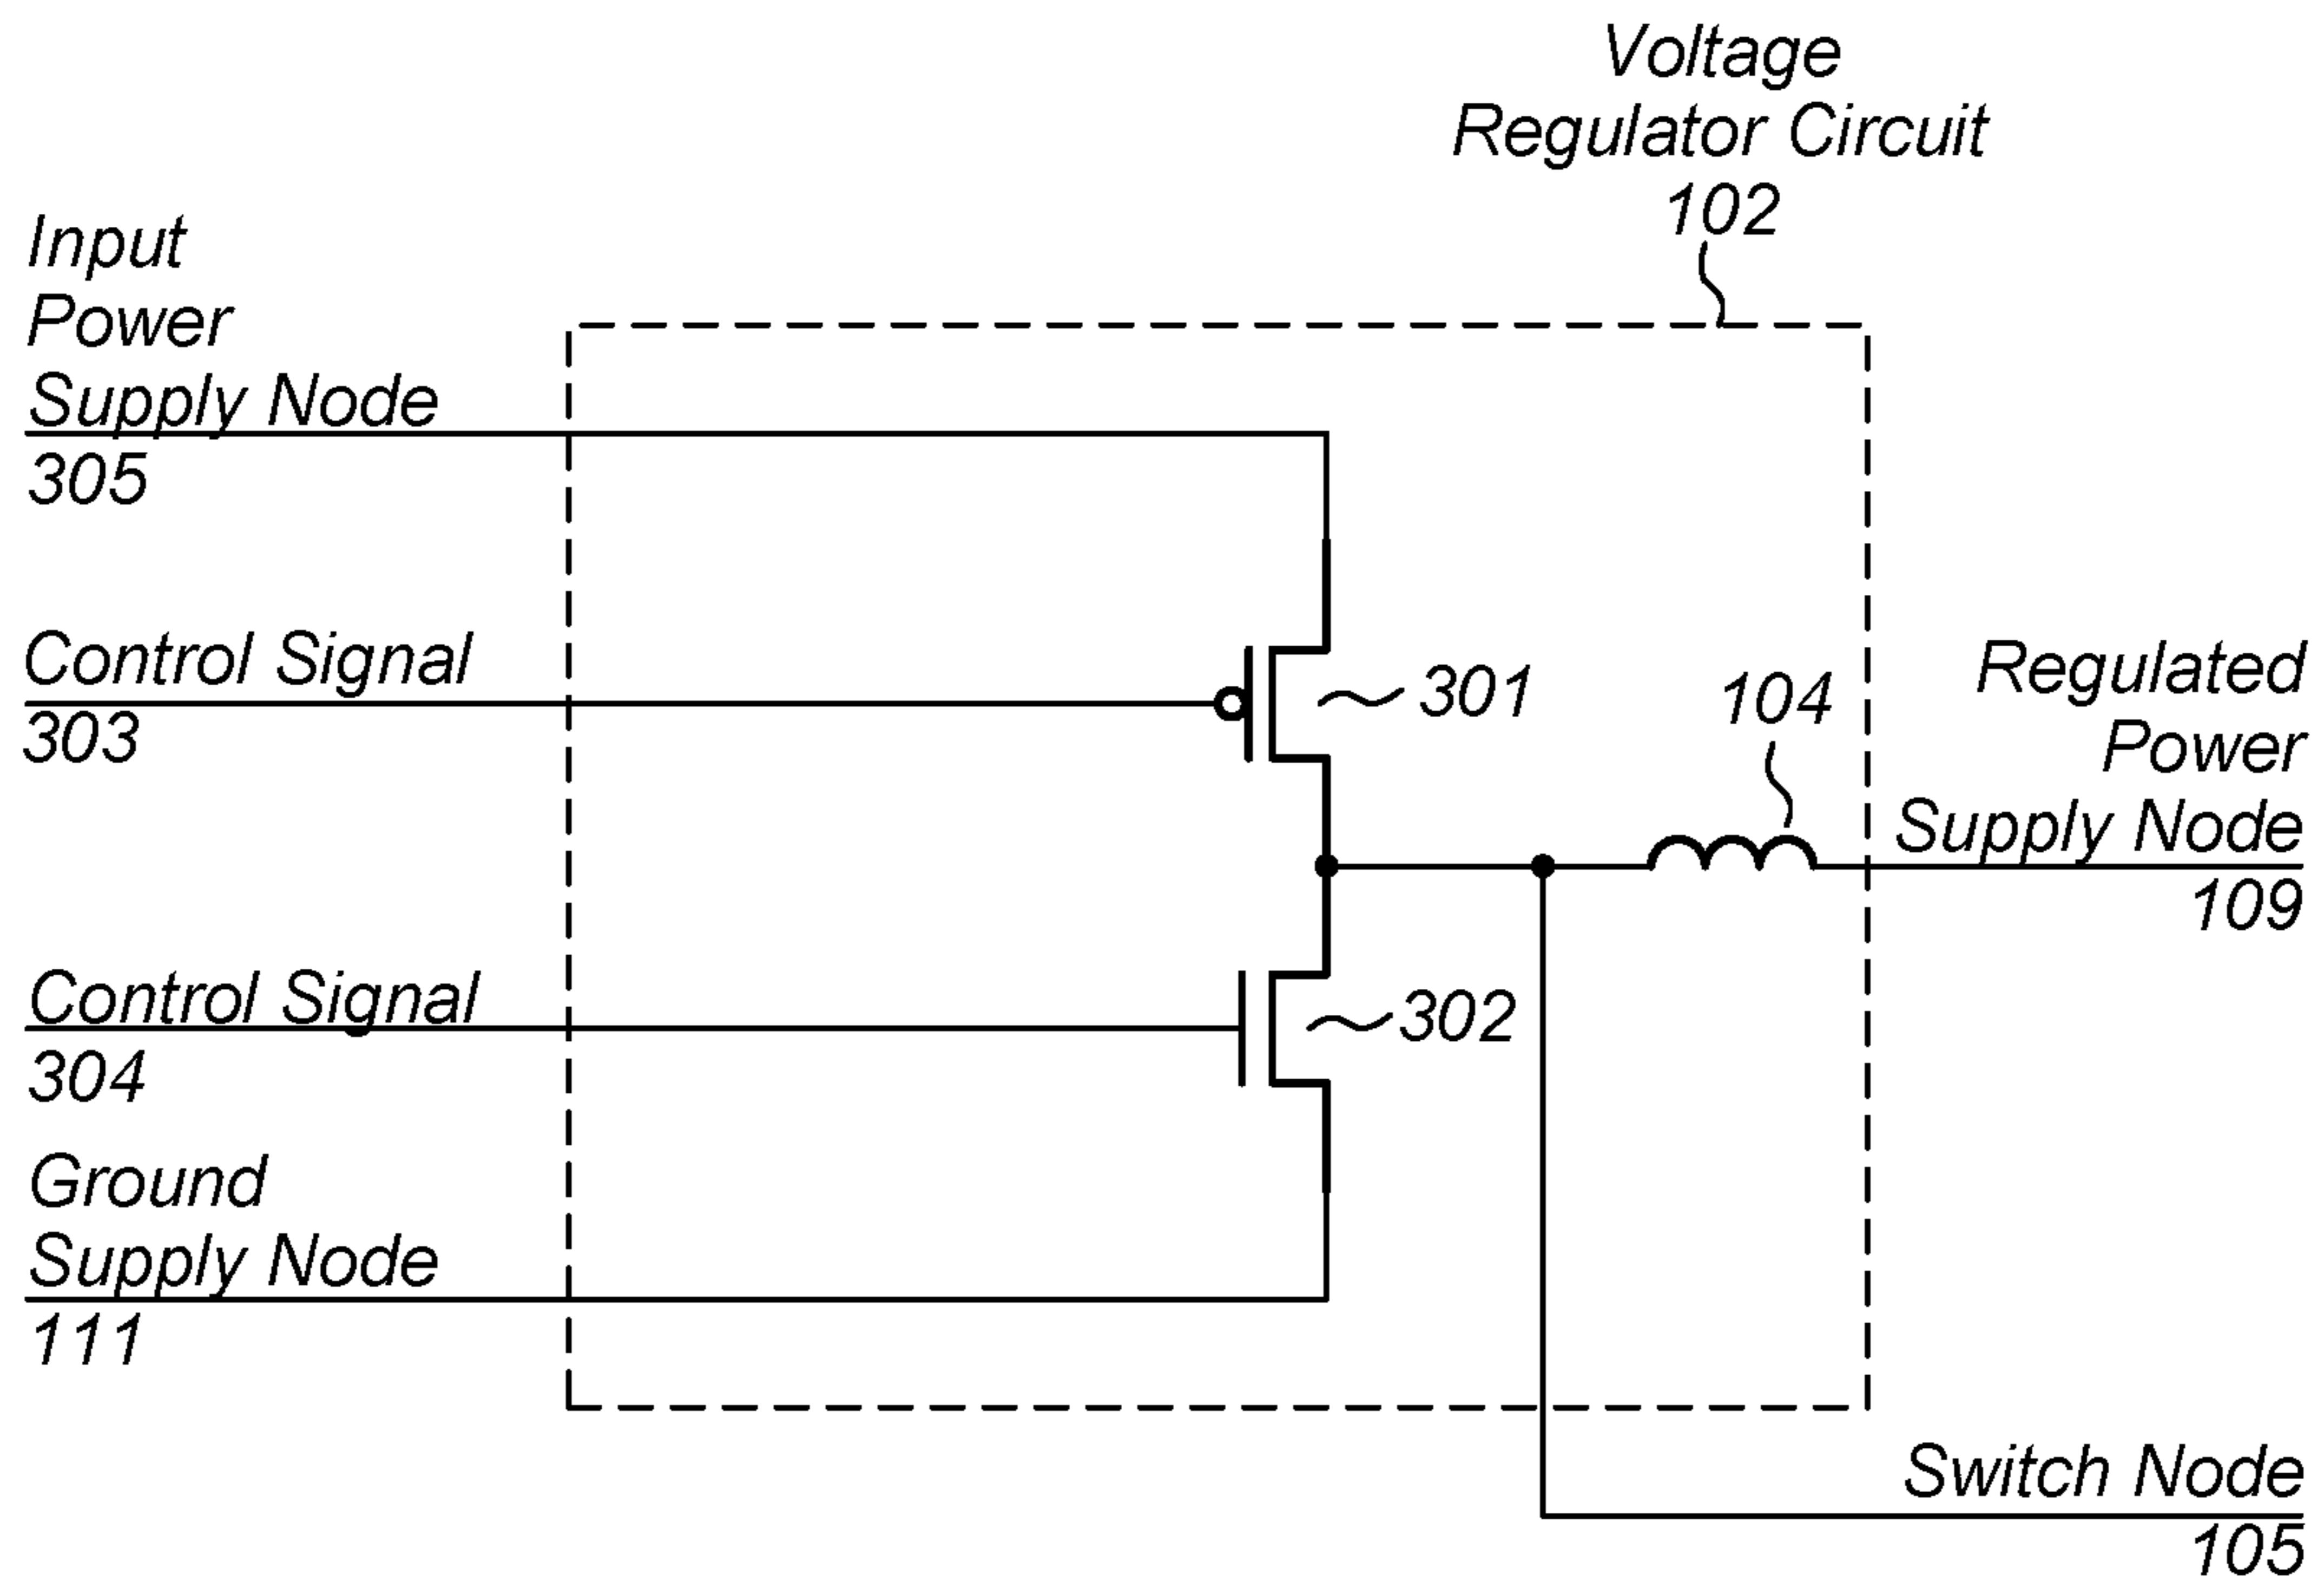 Voltage
Regulator Circuit
102
Input
Power
Supply Node
305
Control Signal
303
301
104
Regulated
Power
Supply Node
109
Control Signal
304
302
Ground
Supply Node
111
Switch Node
105